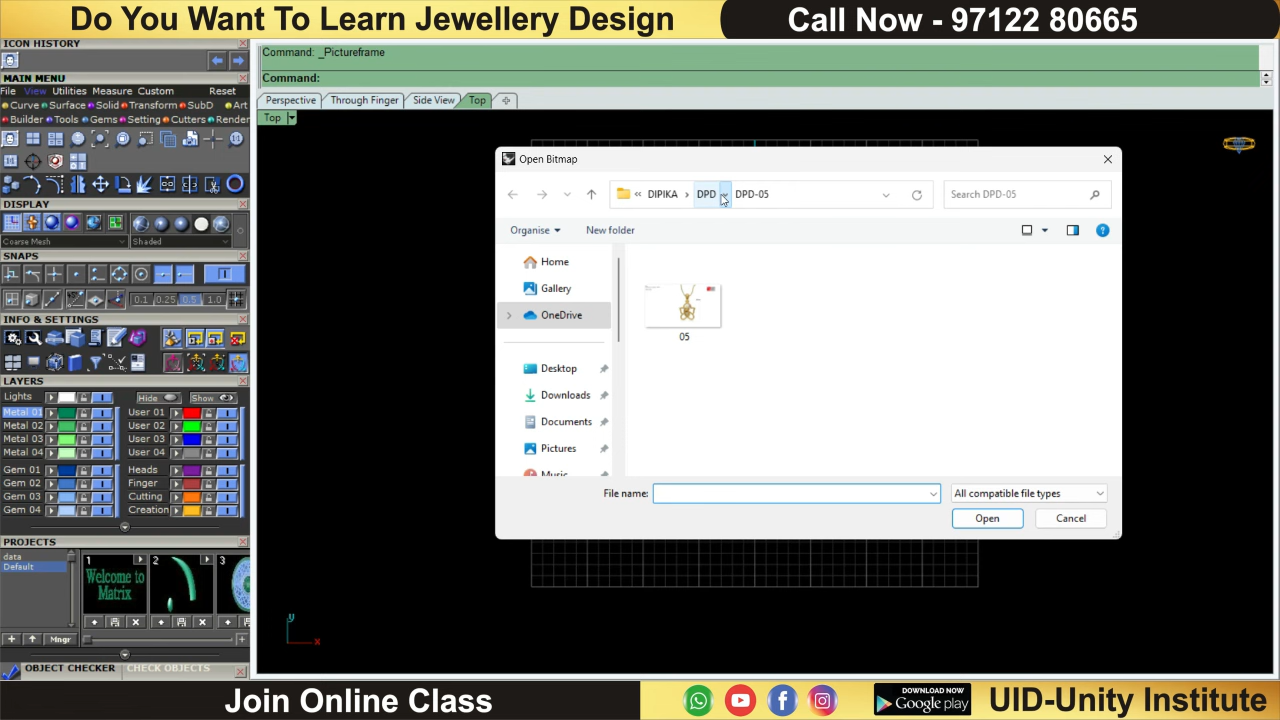 Do You Want To Learn Jewellery Design
Call Now - 97122 80665
ICON HISTORY
MAIN MENU
File View Utilities Measure Custom Reset
Curve Surface Solid Transform SubD Art
Builder Tools Gems Setting Cutters Render
DISPLAY
Coarse Mesh Shaded
SNAPS
0.1 0.25 0.5 1.0
INFO & SETTINGS
LAYERS
Lights Hide Show
Metal 01 User 01
Metal 02 User 02
Metal 03 User 03
Metal 04 User 04
Gem 01 Heads
Gem 02 Finger
Gem 03 Cutting
Gem 04 Creation
PROJECTS
data
Default
1 2 3
Welcome to
Matrix
Mngr
OBJECT CHECKER CHECK OBJECTS
Command: _Pictureframe
Command:
Perspective Through Finger Side View Top
Top
Open Bitmap
« DIPIKA › DPD DPD-05
Search DPD-05
Organise New folder
Home
Gallery
OneDrive
Desktop
Downloads
Documents
Pictures
Music
05
File name:
All compatible file types
Open Cancel
y
x
Join Online Class
DOWNLOAD NOW
Google play
UID-Unity Institute